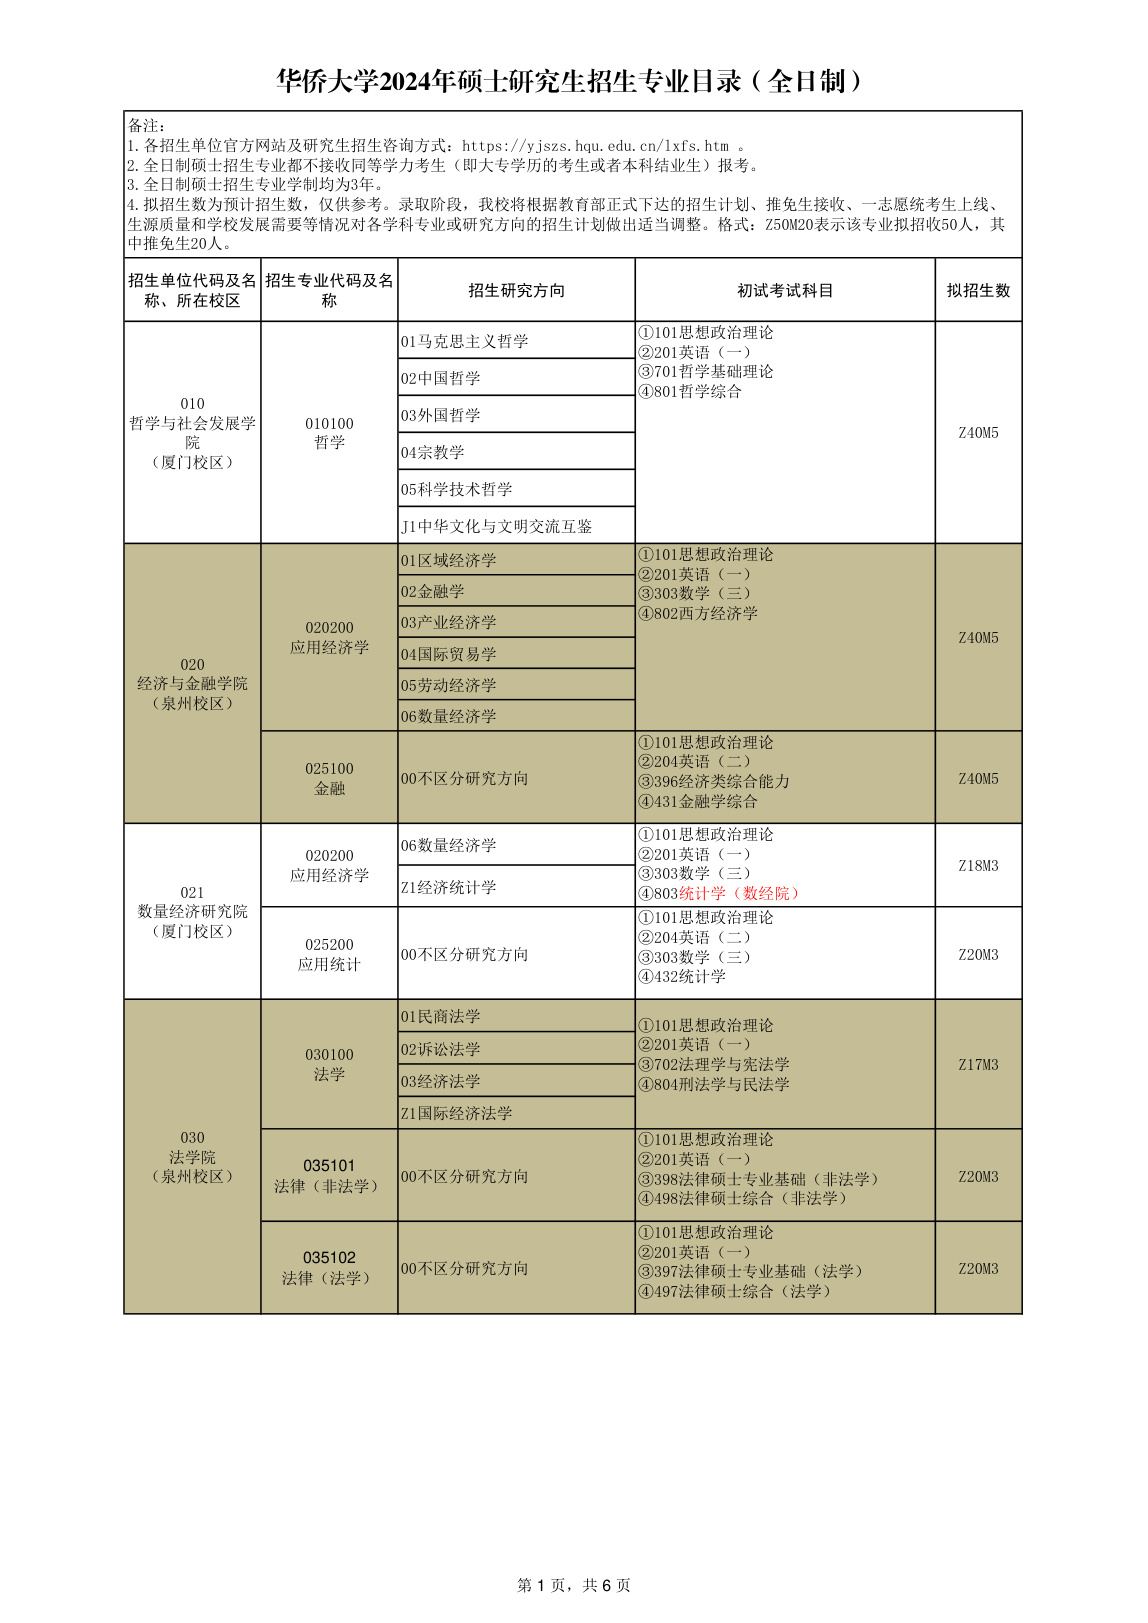 华侨大学2024年硕士研究生招生专业目录（全日制）
备注：
1.各招生单位官方网站及研究生招生咨询方式：https://yjszs.hqu.edu.cn/lxfs.htm 。
2.全日制硕士招生专业都不接收同等学力考生（即大专学历的考生或者本科结业生）报考。
3.全日制硕士招生专业学制均为3年。
4.拟招生数为预计招生数，仅供参考。录取阶段，我校将根据教育部正式下达的招生计划、推免生接收、一志愿统考生上线、
生源质量和学校发展需要等情况对各学科专业或研究方向的招生计划做出适当调整。格式：Z50M20表示该专业拟招收50人，其
中推免生20人。
招生单位代码及名
称、所在校区
招生专业代码及名
称
招生研究方向
初试考试科目
拟招生数
010
哲学与社会发展学
院
（厦门校区）
010100
哲学
01马克思主义哲学
02中国哲学
03外国哲学
04宗教学
05科学技术哲学
J1中华文化与文明交流互鉴
①101思想政治理论
②201英语（一）
③701哲学基础理论
④801哲学综合
Z40M5
020
经济与金融学院
（泉州校区）
020200
应用经济学
01区域经济学
02金融学
03产业经济学
04国际贸易学
05劳动经济学
06数量经济学
①101思想政治理论
②201英语（一）
③303数学（三）
④802西方经济学
Z40M5
025100
金融
00不区分研究方向
①101思想政治理论
②204英语（二）
③396经济类综合能力
④431金融学综合
Z40M5
021
数量经济研究院
（厦门校区）
020200
应用经济学
06数量经济学
Z1经济统计学
①101思想政治理论
②201英语（一）
③303数学（三）
④803统计学（数经院）
Z18M3
025200
应用统计
00不区分研究方向
①101思想政治理论
②204英语（二）
③303数学（三）
④432统计学
Z20M3
030
法学院
（泉州校区）
030100
法学
01民商法学
02诉讼法学
03经济法学
Z1国际经济法学
①101思想政治理论
②201英语（一）
③702法理学与宪法学
④804刑法学与民法学
Z17M3
035101
法律（非法学）
00不区分研究方向
①101思想政治理论
②201英语（一）
③398法律硕士专业基础（非法学）
④498法律硕士综合（非法学）
Z20M3
035102
法律（法学）
00不区分研究方向
①101思想政治理论
②201英语（一）
③397法律硕士专业基础（法学）
④497法律硕士综合（法学）
Z20M3
第 1 页，共 6 页